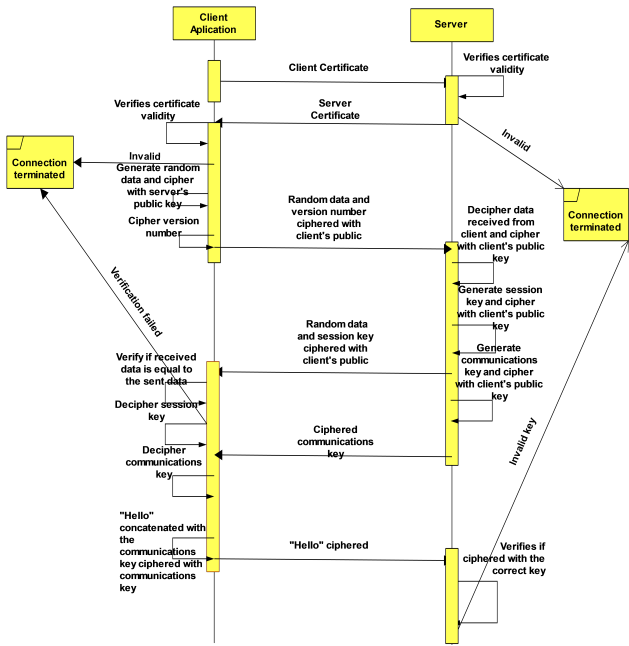 Client
Aplication
Server
Client Certificate
Verifies certificate
validity
Server
Certificate
Verifies certificate
validity
Invalid
Connection
terminated
Invalid
Connection
terminated
Generate random
data and cipher
with server's
public key
Cipher version
number
Random data and
version number
ciphered with
client's public
Decipher data
received from
client and cipher
with client's public
key
Generate session
key and cipher
with client's public
key
Verification failed
Random data
and session key
ciphered with
client's public
Generate
communications
key and cipher
with client's public
key
Verify if received
data is equal to
the sent data
Decipher session
key
Ciphered
communications
key
Invalid key
Decipher
communications
key
"Hello"
concatenated with
the
communications
key ciphered with
communications
key
"Hello" ciphered
Verifies if
ciphered with the
correct key